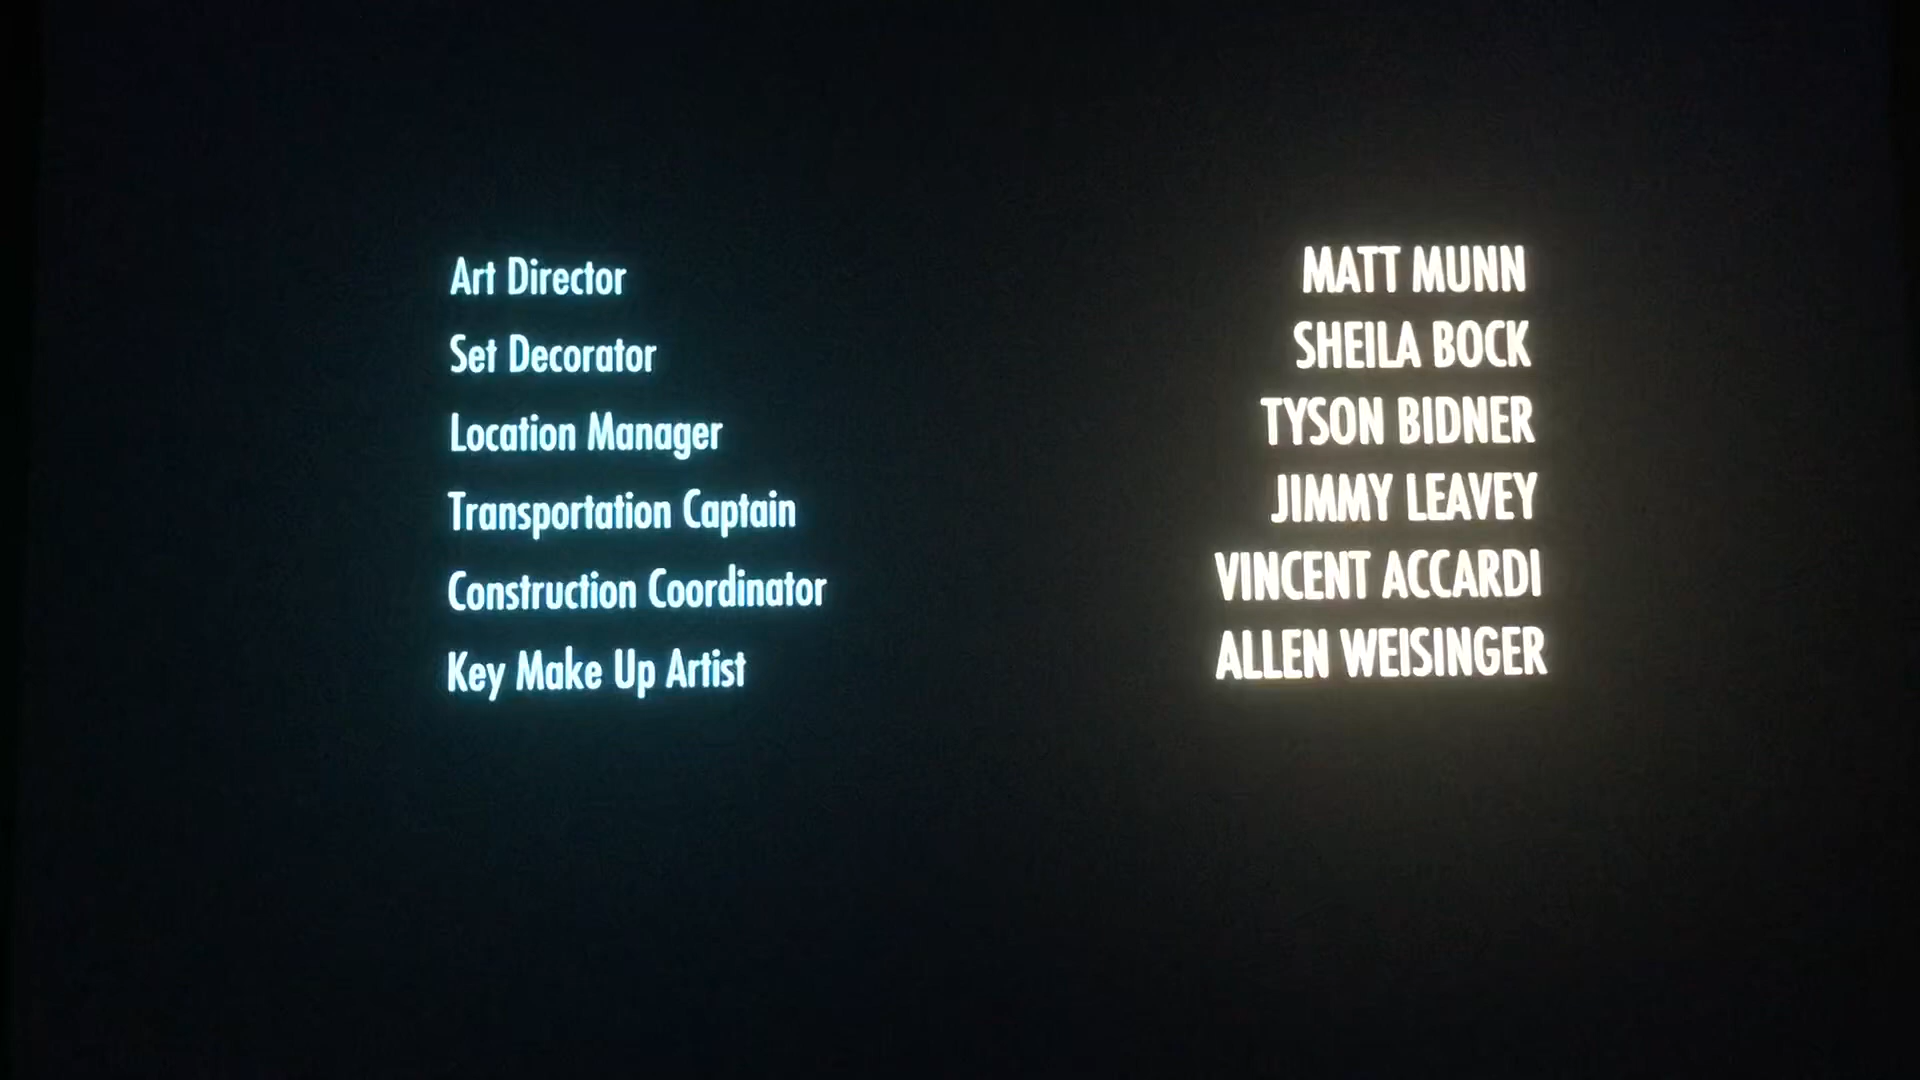 Art Director MATT MUNN
Set Decorator SHEILA BOCK
Location Manager TYSON BIDNER
Transportation Captain JIMMY LEAVEY
Construction Coordinator VINCENT ACCARDI
Key Make Up Artist ALLEN WEISINGER